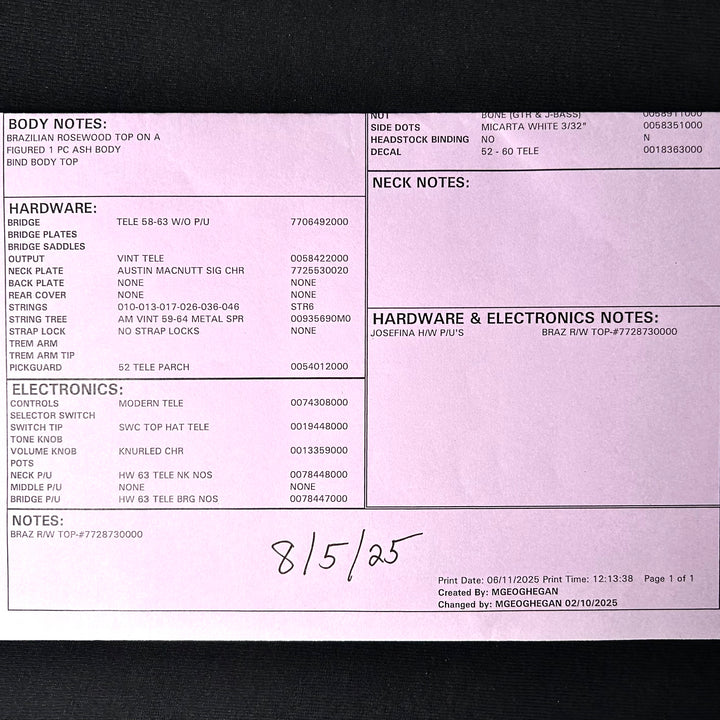 BODY NOTES:
BRAZILIAN ROSEWOOD TOP ON A
FIGURED 1 PC ASH BODY
BIND BODY TOP
NUT BONE (GTR & J-BASS) 0058911000
SIDE DOTS MICARTA WHITE 3/32" 0058351000
HEADSTOCK BINDING NO N
DECAL 52 - 60 TELE 0018363000
NECK NOTES:
HARDWARE:
BRIDGE TELE 58-63 W/O P/U 7706492000
BRIDGE PLATES
BRIDGE SADDLES
OUTPUT VINT TELE 0058422000
NECK PLATE AUSTIN MACNUTT SIG CHR 7725530020
BACK PLATE NONE NONE
REAR COVER NONE NONE
STRINGS 010-013-017-026-036-046 STR6
STRING TREE AM VINT 59-64 METAL SPR 00935690M0
STRAP LOCK NO STRAP LOCKS NONE
TREM ARM
TREM ARM TIP
PICKGUARD 52 TELE PARCH 0054012000
HARDWARE & ELECTRONICS NOTES:
JOSEFINA H/W P/U'S BRAZ R/W TOP-#7728730000
ELECTRONICS:
CONTROLS MODERN TELE 0074308000
SELECTOR SWITCH
SWITCH TIP SWC TOP HAT TELE 0019448000
TONE KNOB
VOLUME KNOB KNURLED CHR 0013359000
POTS
NECK P/U HW 63 TELE NK NOS 0078448000
MIDDLE P/U NONE NONE
BRIDGE P/U HW 63 TELE BRG NOS 0078447000
NOTES:
BRAZ R/W TOP-#7728730000
8/5/25
Print Date: 06/11/2025 Print Time: 12:13:38 Page 1 of 1
Created By: MGEOGHEGAN
Changed by: MGEOGHEGAN 02/10/2025